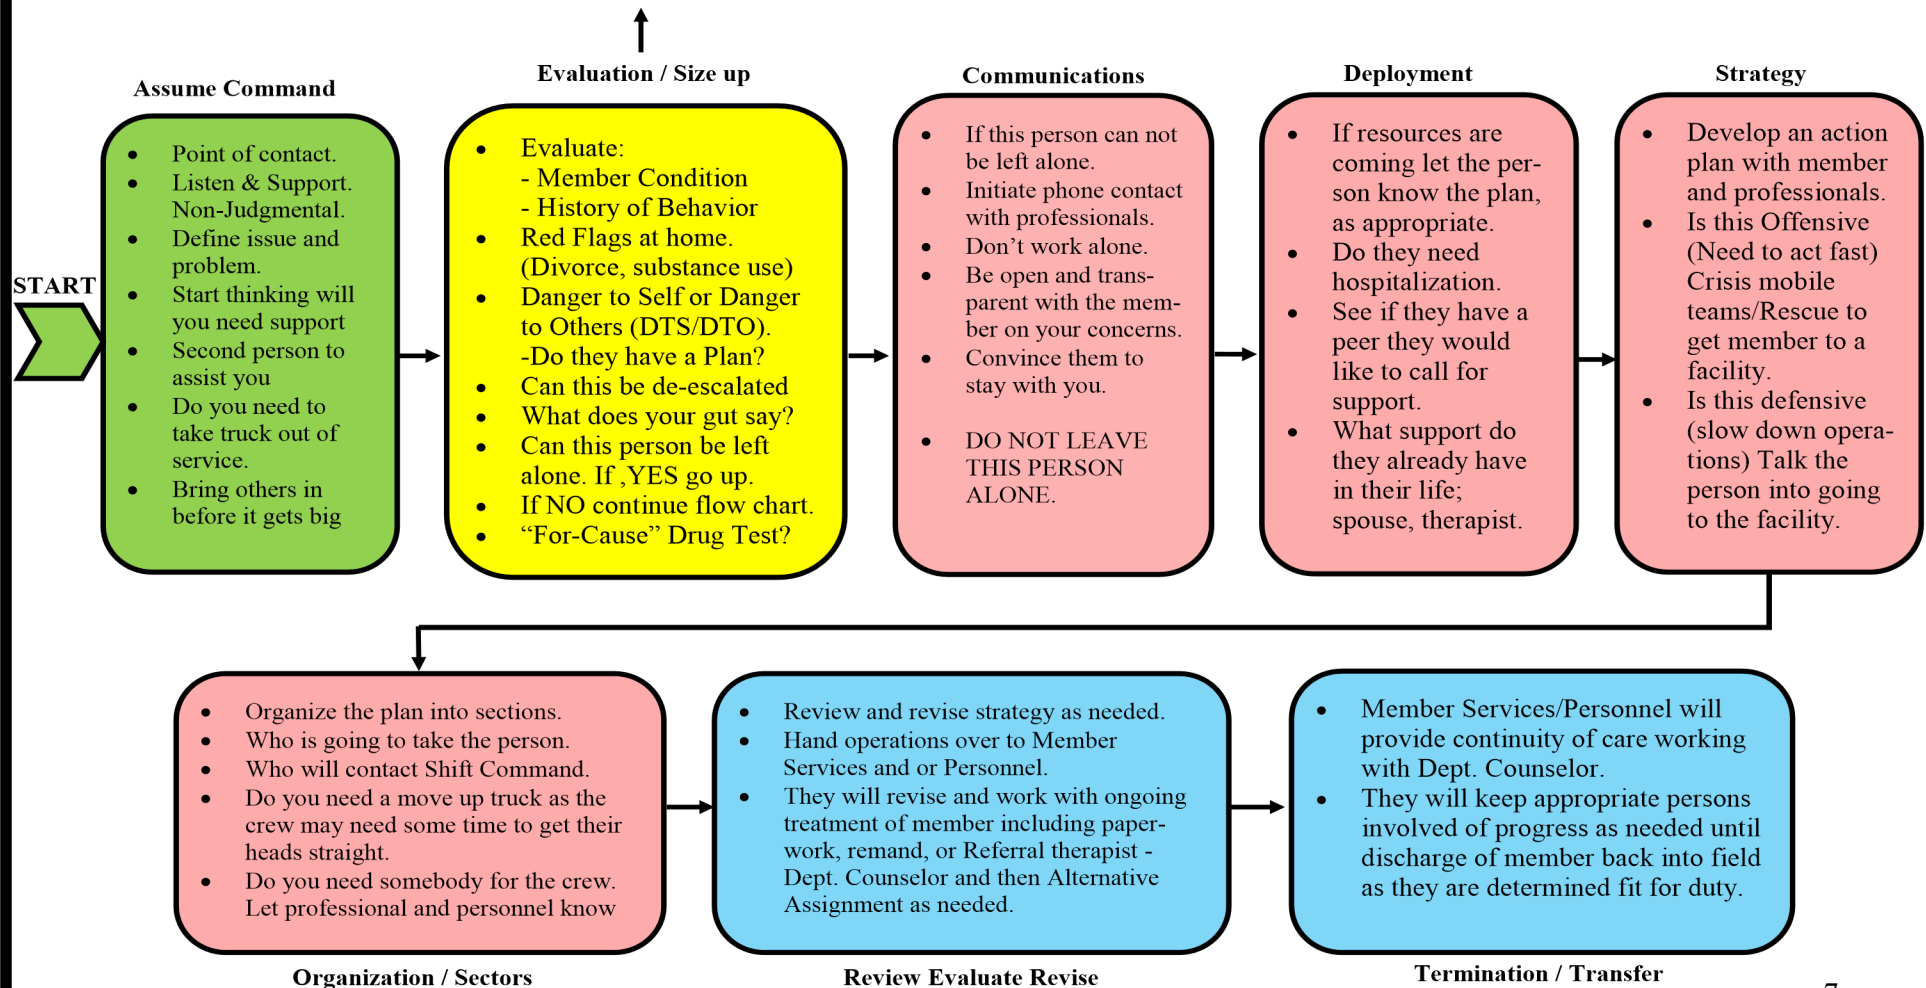 START
Assume Command
• Point of contact.
• Listen & Support.
Non-Judgmental.
• Define issue and
problem.
• Start thinking will
you need support
• Second person to
assist you
• Do you need to
take truck out of
service.
• Bring others in
before it gets big
Evaluation / Size up
• Evaluate:
- Member Condition
- History of Behavior
• Red Flags at home.
(Divorce, substance use)
• Danger to Self or Danger
to Others (DTS/DTO).
-Do they have a Plan?
• Can this be de-escalated
• What does your gut say?
• Can this person be left
alone. If ,YES go up.
• If NO continue flow chart.
• “For-Cause” Drug Test?
Communications
• If this person can not
be left alone.
• Initiate phone contact
with professionals.
• Don’t work alone.
• Be open and trans-
parent with the mem-
ber on your concerns.
• Convince them to
stay with you.
• DO NOT LEAVE
THIS PERSON
ALONE.
Deployment
• If resources are
coming let the per-
son know the plan,
as appropriate.
• Do they need
hospitalization.
• See if they have a
peer they would
like to call for
support.
• What support do
they already have
in their life;
spouse, therapist.
Strategy
• Develop an action
plan with member
and professionals.
• Is this Offensive
(Need to act fast)
Crisis mobile
teams/Rescue to
get member to a
facility.
• Is this defensive
(slow down opera-
tions) Talk the
person into going
to the facility.
• Organize the plan into sections.
• Who is going to take the person.
• Who will contact Shift Command.
• Do you need a move up truck as the
crew may need some time to get their
heads straight.
• Do you need somebody for the crew.
Let professional and personnel know
Organization / Sectors
• Review and revise strategy as needed.
• Hand operations over to Member
Services and or Personnel.
• They will revise and work with ongoing
treatment of member including paper-
work, remand, or Referral therapist -
Dept. Counselor and then Alternative
Assignment as needed.
Review Evaluate Revise
• Member Services/Personnel will
provide continuity of care working
with Dept. Counselor.
• They will keep appropriate persons
involved of progress as needed until
discharge of member back into field
as they are determined fit for duty.
Termination / Transfer